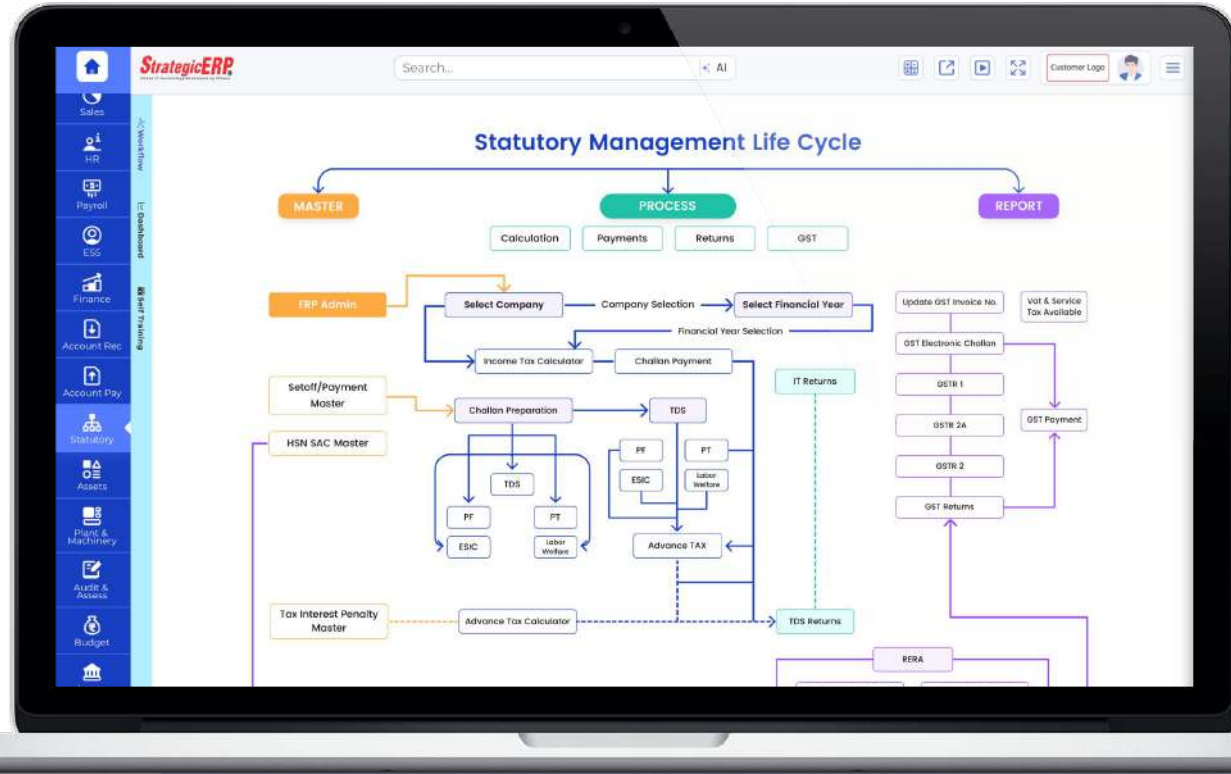 StrategicERP
Search...
AI
Customer Logo
Sales
HR
Payroll
ESS
Finance
Account Rec
Account Pay
Statutory
Assets
Plant &
Machinery
Audit &
Assess
Budget
Workflow
Dashboard
Self Training
Statutory Management Life Cycle
MASTER
PROCESS
REPORT
Calculation
Payments
Returns
GST
ERP Admin
Select Company
Company Selection
Select Financial Year
Financial Year Selection
Income Tax Calculator
Challan Payment
Setoff/Payment
Master
Challan Preparation
TDS
IT Returns
HSN SAC Master
TDS
PF
PT
ESIC
Labor
Welfare
PF
PT
ESIC
Labor
Welfare
Advance TAX
Tax Interest Penalty
Master
Advance Tax Calculator
TDS Returns
Update GST Invoice No.
Vat & Service
Tax Available
GST Electronic Challan
GSTR 1
GSTR 2A
GST Payment
GSTR 2
GST Returns
RERA